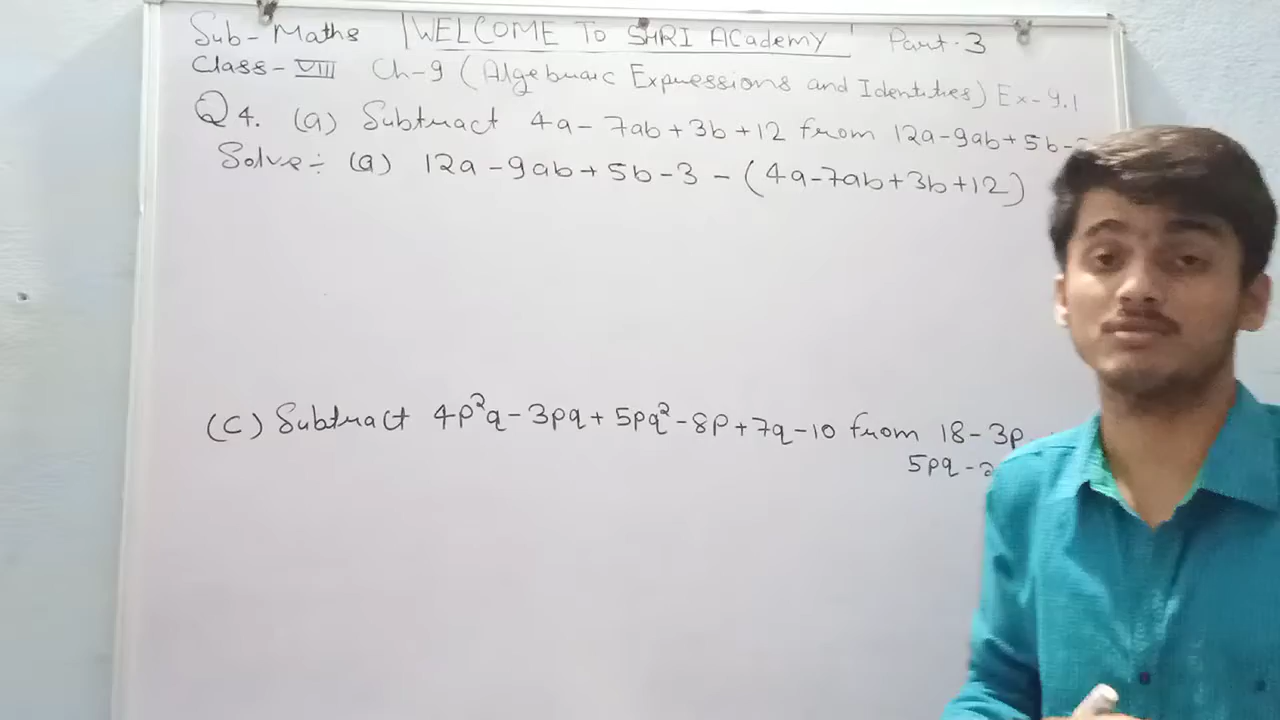 Sub-Maths |WELCOME TO SHRI ACademy Part-3
Class-VIII Ch-9 (Algebraic Expressions and Identities) Ex-9.1
Q4. (a) Subtract 4a-7ab+3b+12 from 12a-9ab+5b-
Solve÷ (a) 12a-9ab+5b-3-(4a-7ab+3b+12)
(C) Subtract 4p²q-3pq+5pq²-8p+7q-10 from 18-3p
5pq-2